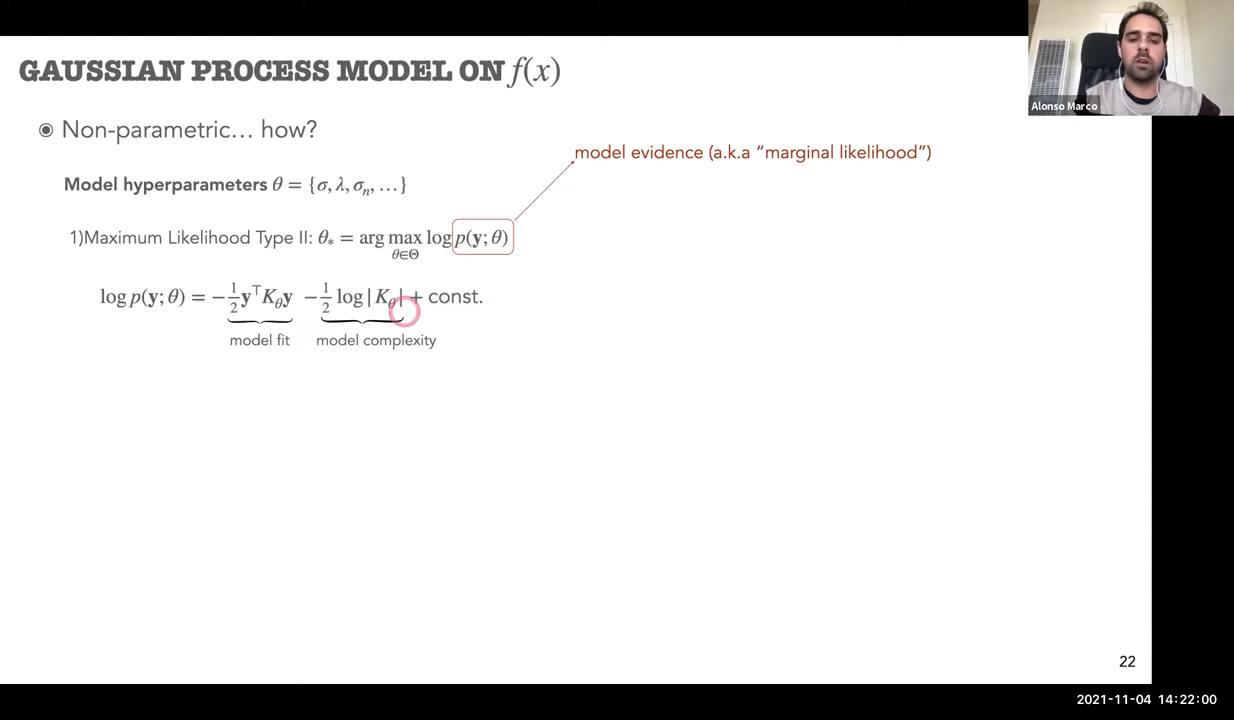 GAUSSIAN PROCESS MODEL ON f(x)
Alonso Marco
◉ Non-parametric… how?
model evidence (a.k.a “marginal likelihood”)
Model hyperparameters θ = {σ, λ, σₙ, …}
1)Maximum Likelihood Type II: θ* = arg max log p(y; θ)
θ∈Θ
log p(y; θ) = −1/2 y⊤K_θ y −1/2 log | K_θ | + const.
model fit model complexity
22
2021-11-04 14:22:00